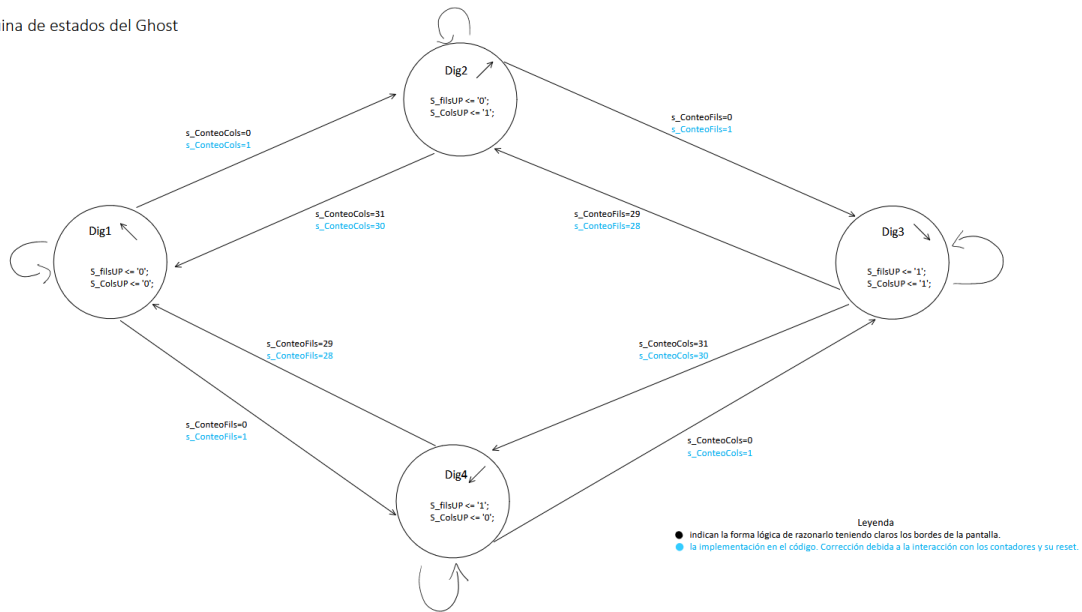 ina de estados del Ghost
Dig2
S_filsUP <= '0';
S_ColsUP <= '1';
s_ConteoCols=0
s_ConteoCols=1
s_ConteoFils=0
s_ConteoFils=1
s_ConteoCols=31
s_ConteoCols=30
s_ConteoFils=29
s_ConteoFils=28
Dig1
S_filsUP <= '0';
S_ColsUP <= '0';
Dig3
S_filsUP <= '1';
S_ColsUP <= '1';
s_ConteoFils=29
s_ConteoFils=28
s_ConteoCols=31
s_ConteoCols=30
s_ConteoFils=0
s_ConteoFils=1
s_ConteoCols=0
s_ConteoCols=1
Dig4
S_filsUP <= '1';
S_ColsUP <= '0';
Leyenda
indican la forma lógica de razonarlo teniendo claros los bordes de la pantalla.
la implementación en el código. Corrección debida a la interacción con los contadores y su reset.